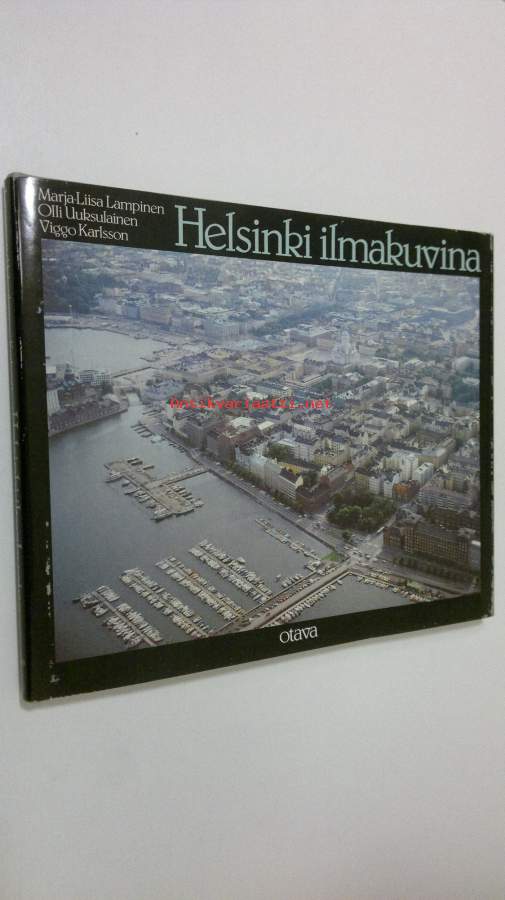 Marja-Liisa Lampinen
Olli Uuksulainen
Viggo Karlsson
Helsinki ilmakuvina
antikvariaatti.net
otava